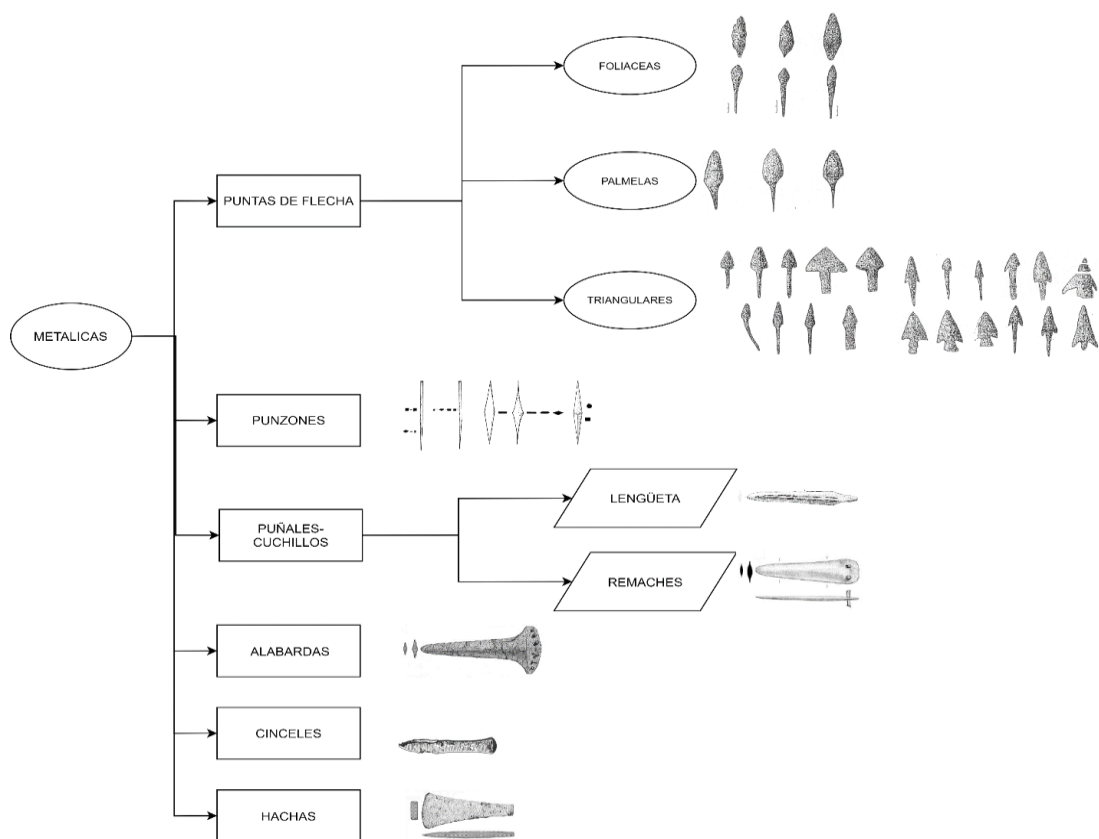 FOLIACEAS
PALMELAS
PUNTAS DE FLECHA
TRIANGULARES
METALICAS
PUNZONES
LENGÜETA
PUÑALES-
CUCHILLOS
REMACHES
ALABARDAS
CINCELES
HACHAS